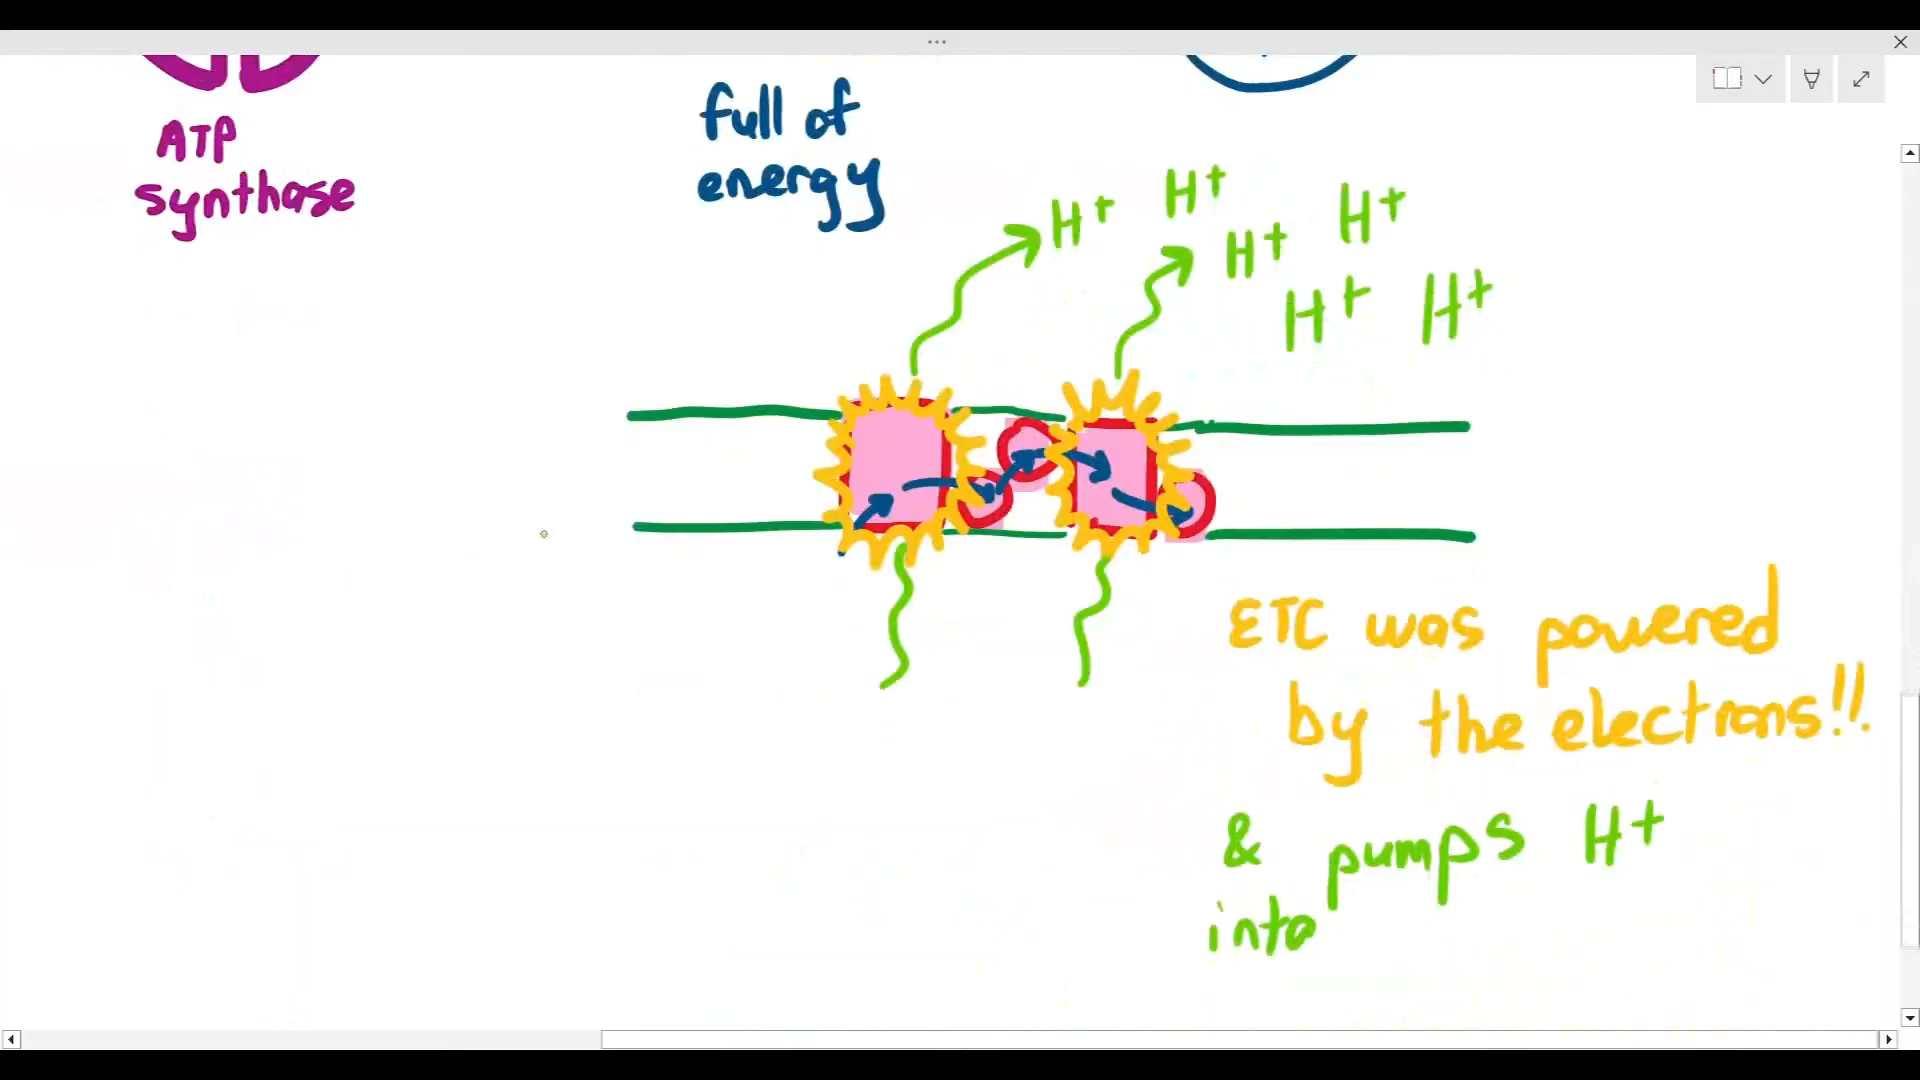 ATP
synthase
full of
energy
H+ H+ H+
H+
H+ H+
ETC was powered
by the electrons!!
& pumps H+
into